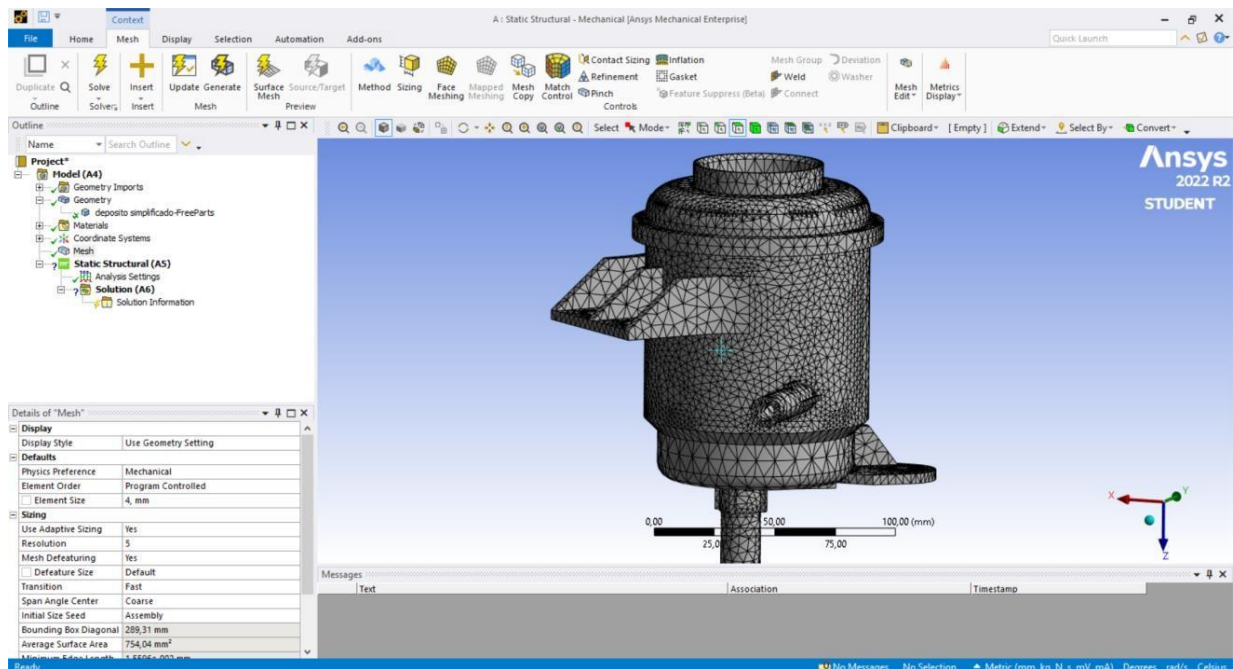 Context
A : Static Structural - Mechanical [Ansys Mechanical Enterprise]
File Home Mesh Display Selection Automation Add-ons
Quick Launch
Duplicate Solve Insert Update Generate Surface Mesh Source/Target Method Sizing Face Meshing Mapped Meshing Mesh Copy Match Control
Contact Sizing Inflation Mesh Group Deviation
Refinement Gasket Weld Washer
Pinch Feature Suppress (Beta) Connect
Mesh Edit Metrics Display
Outline Solver Insert Mesh Preview Controls
Outline
Select Mode Clipboard [Empty] Extend Select By Convert
Name Search Outline
Project*
Model (A4)
Geometry Imports
Geometry
deposito simplificado-FreeParts
Materials
Coordinate Systems
Mesh
Static Structural (A5)
Analysis Settings
Solution (A6)
Solution Information
Ansys
2022 R2
STUDENT
X
Y
Z
0,00 50,00 100,00 (mm)
25,0 75,00
Details of "Mesh"
Display
Display Style Use Geometry Setting
Defaults
Physics Preference Mechanical
Element Order Program Controlled
Element Size 4, mm
Sizing
Use Adaptive Sizing Yes
Resolution 5
Mesh Defeaturing Yes
Defeature Size Default
Transition Fast
Span Angle Center Coarse
Initial Size Seed Assembly
Bounding Box Diagonal 289,31 mm
Average Surface Area 754,04 mm²
Messages
Text Association Timestamp
Ready
No Messages No Selection Metric (mm, kg, N, s, mV, mA) Degrees rad/s Celsius